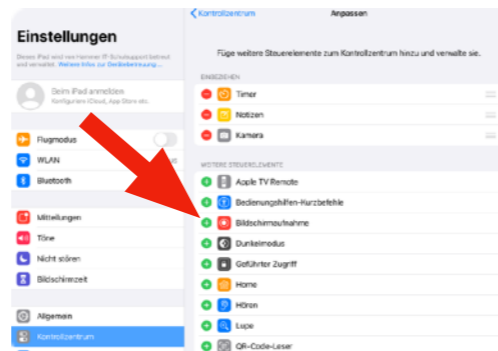 Kontrollzentrum
Anpassen
Einstellungen
Dieses iPad wird von Hammer IT-Schulsupport betreut
und verwaltet. Weitere Infos zur Geräteübertragung...
Beim iPad anmelden
Konfiguriere iCloud, App Store etc.
Flugmodus
WLAN
Bluetooth
Mitteilungen
Töne
Nicht stören
Bildschirmzeit
Allgemein
Kontrollzentrum
Füge weitere Steuerelemente zum Kontrollzentrum hinzu und verwalte sie.
EINBEZIEHEN
Timer
Notizen
Kamera
WEITERE STEUERELEMENTE
Apple TV Remote
Bedienungshilfen-Kurzbefehle
Bildschirmaufnahme
Dunkelmodus
Geführter Zugriff
Home
Hören
Lupe
QR-Code-Leser